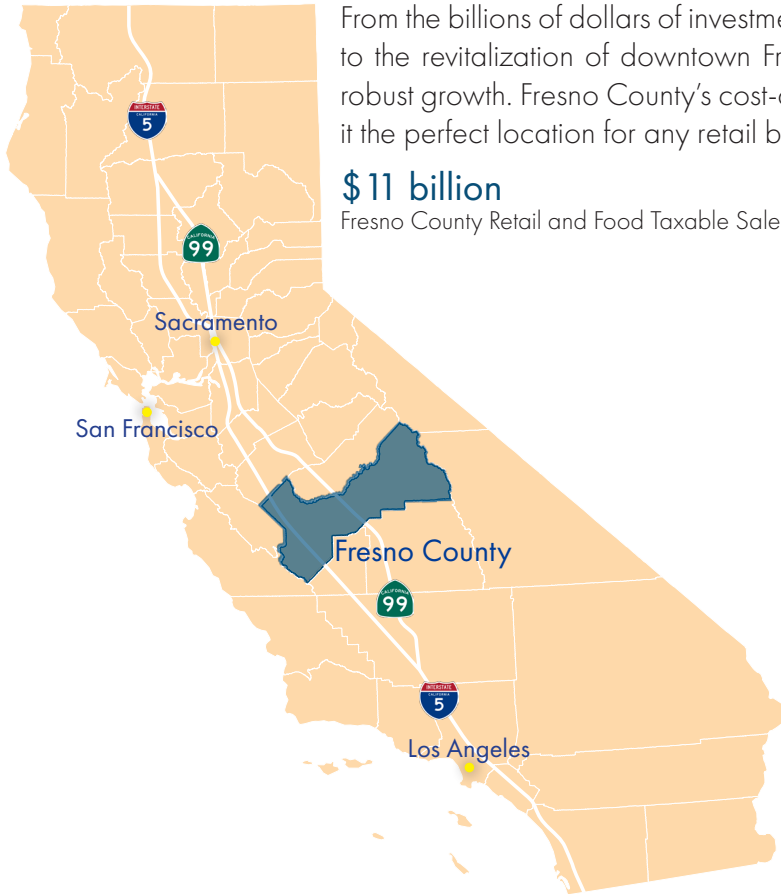 From the billions of dollars of investme
to the revitalization of downtown Fr
robust growth. Fresno County's cost-
it the perfect location for any retail b
$11 billion
Fresno County Retail and Food Taxable Sale
INTERSTATE
CALIFORNIA
5
CALIFORNIA
99
Sacramento
San Francisco
Fresno County
CALIFORNIA
99
INTERSTATE
CALIFORNIA
5
Los Angeles